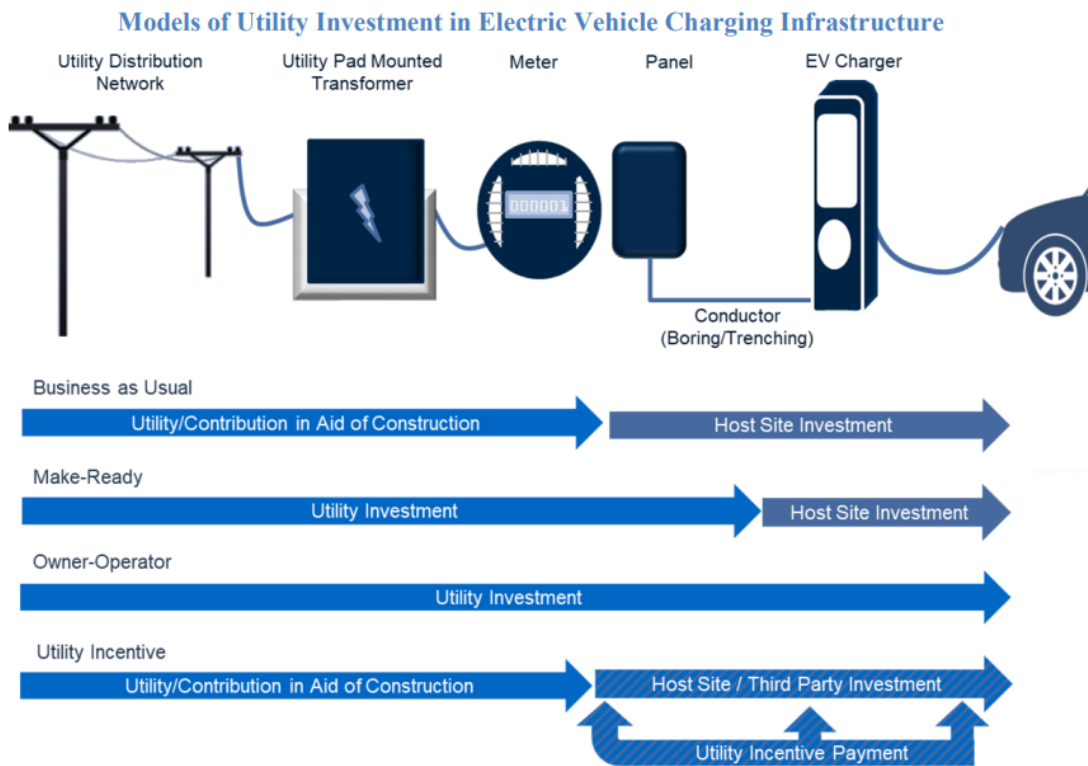 Models of Utility Investment in Electric Vehicle Charging Infrastructure
Utility Distribution
Network
Utility Pad Mounted
Transformer
Meter
Panel
EV Charger
000001
Conductor
(Boring/Trenching)
Business as Usual
Utility/Contribution in Aid of Construction
Host Site Investment
Make-Ready
Utility Investment
Host Site Investment
Owner-Operator
Utility Investment
Utility Incentive
Utility/Contribution in Aid of Construction
Host Site / Third Party Investment
Utility Incentive Payment